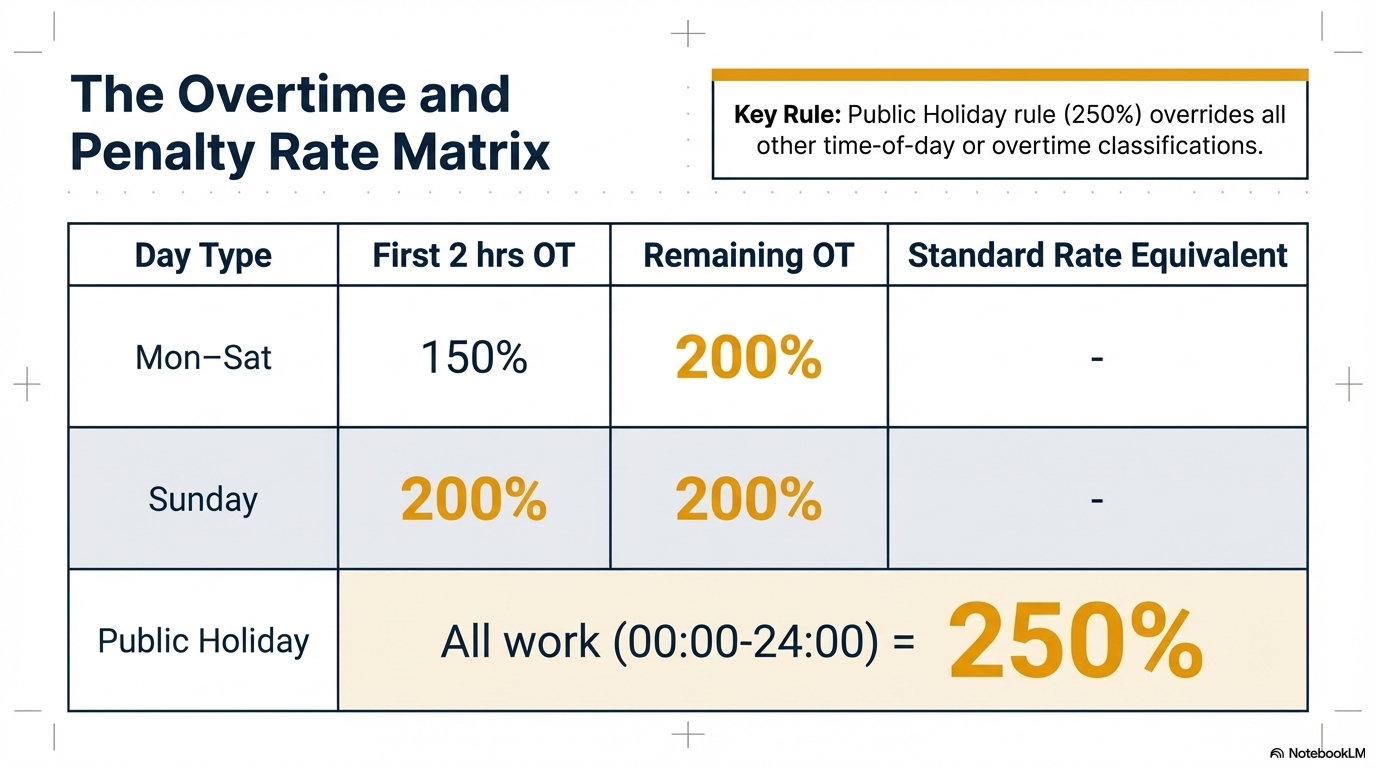 The Overtime and
Penalty Rate Matrix
Key Rule: Public Holiday rule (250%) overrides all
other time-of-day or overtime classifications.
Day Type First 2 hrs OT Remaining OT Standard Rate Equivalent
Mon–Sat 150% 200% -
Sunday 200% 200% -
Public Holiday All work (00:00-24:00) = 250%
NotebookLM